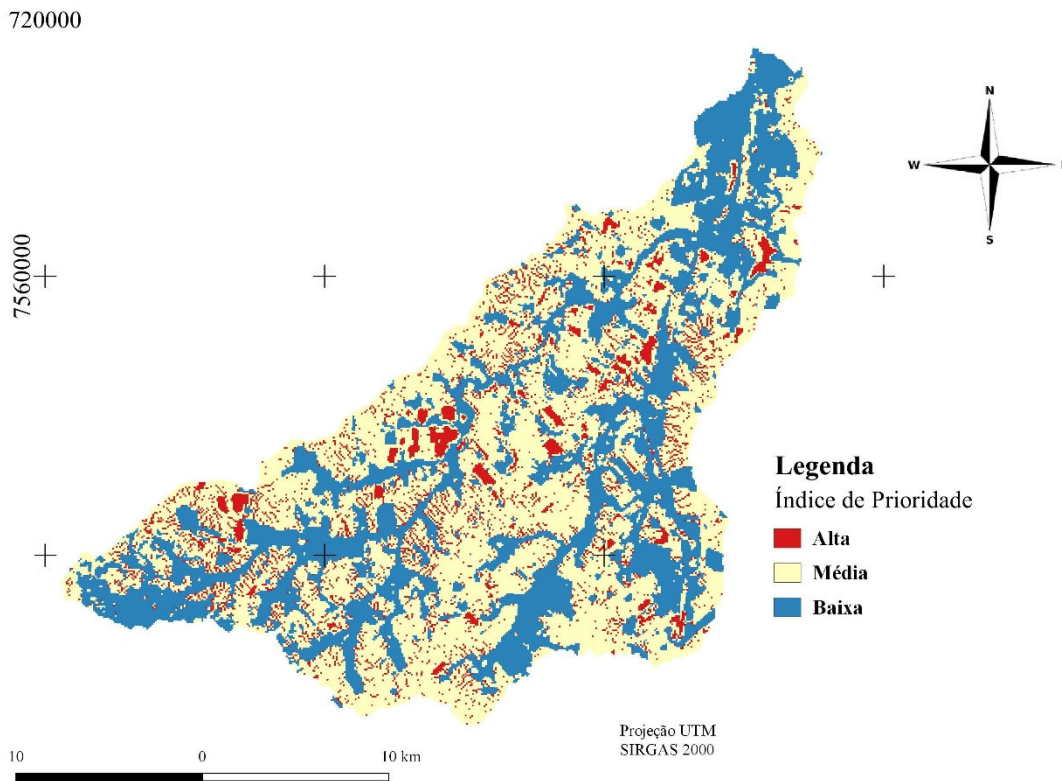 720000
7560000
N
W
S
Legenda
Índice de Prioridade
Alta
Média
Baixa
Projeção UTM
SIRGAS 2000
10 0 10 km